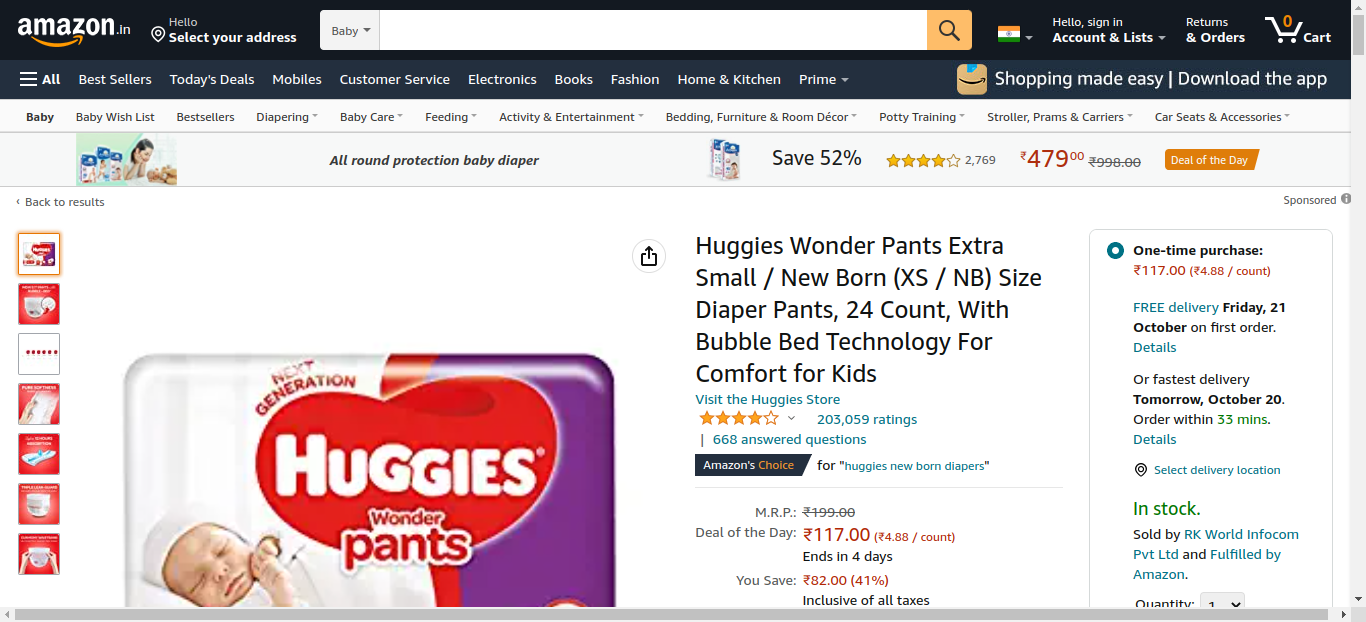 amazon.in
Hello
Select your address
Baby
Hello, sign in
Account & Lists
Returns
& Orders
0
Cart
All
Best Sellers
Today's Deals
Mobiles
Customer Service
Electronics
Books
Fashion
Home & Kitchen
Prime
Shopping made easy | Download the app
Baby
Baby Wish List
Bestsellers
Diapering
Baby Care
Feeding
Activity & Entertainment
Bedding, Furniture & Room Décor
Potty Training
Stroller, Prams & Carriers
Car Seats & Accessories
All round protection baby diaper
Save 52%
2,769
₹479⁰⁰
₹998.00
Deal of the Day
‹ Back to results
Sponsored
NEXT
GENERATION
HUGGIES®
Wonder
pants
Huggies Wonder Pants Extra
Small / New Born (XS / NB) Size
Diaper Pants, 24 Count, With
Bubble Bed Technology For
Comfort for Kids
Visit the Huggies Store
203,059 ratings
| 668 answered questions
Amazon's Choice for "huggies new born diapers"
M.R.P.: ₹199.00
Deal of the Day: ₹117.00 (₹4.88 / count)
Ends in 4 days
You Save: ₹82.00 (41%)
Inclusive of all taxes
One-time purchase:
₹117.00 (₹4.88 / count)
FREE delivery Friday, 21
October on first order.
Details
Or fastest delivery
Tomorrow, October 20.
Order within 33 mins.
Details
Select delivery location
In stock.
Sold by RK World Infocom
Pvt Ltd and Fulfilled by
Amazon.
Quantity: 1